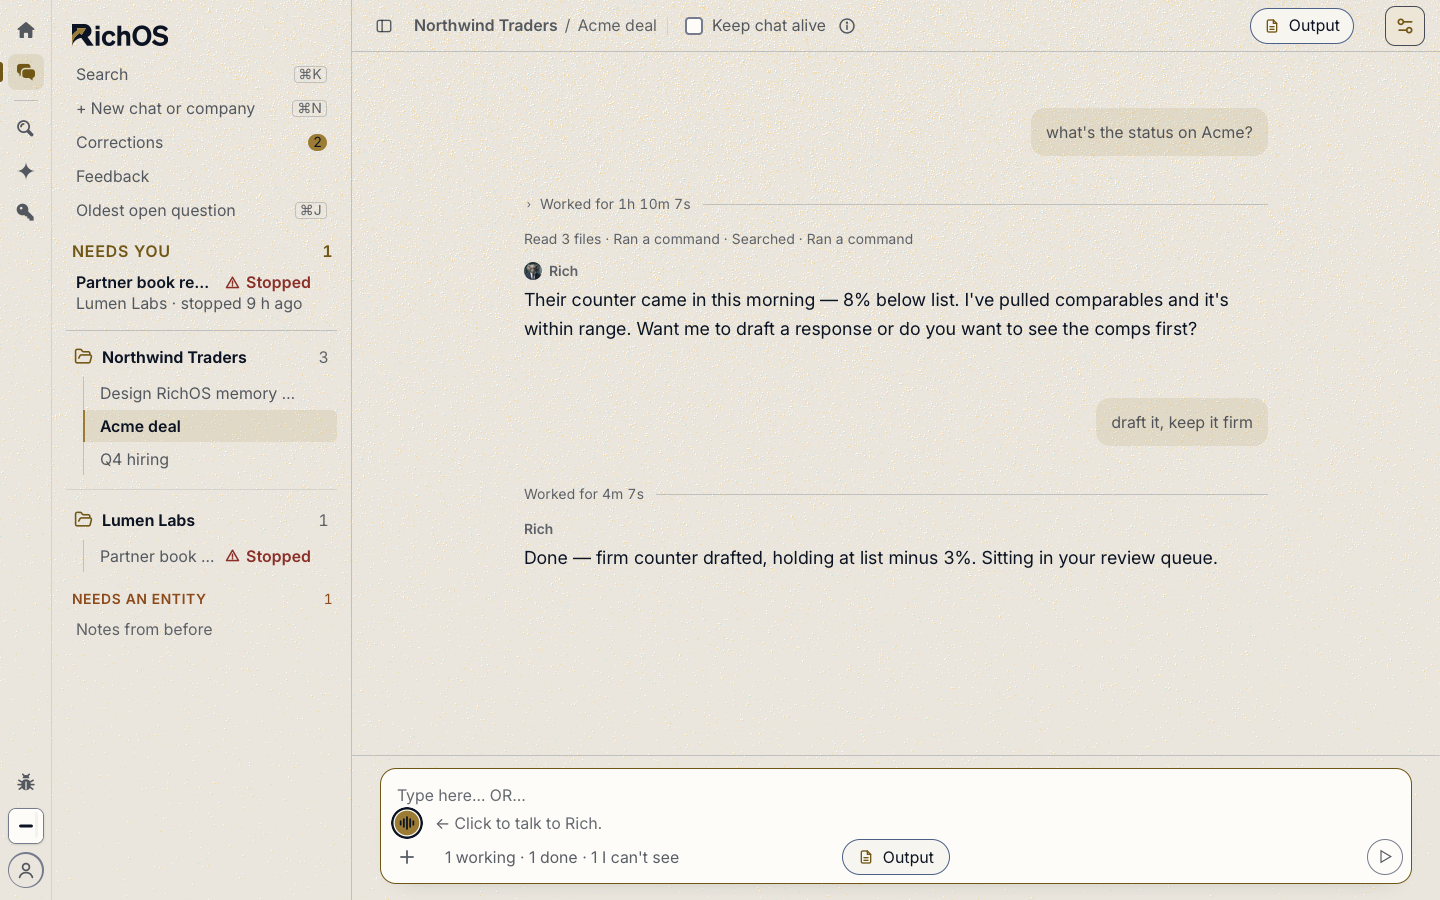 RichOS
Search ⌘K
+ New chat or company ⌘N
Corrections 2
Feedback
Oldest open question ⌘J
NEEDS YOU 1
Partner book re... Stopped
Lumen Labs · stopped 9 h ago
Northwind Traders 3
Design RichOS memory ...
Acme deal
Q4 hiring
Lumen Labs 1
Partner book ... Stopped
NEEDS AN ENTITY 1
Notes from before
Northwind Traders / Acme deal Keep chat alive Output
what's the status on Acme?
› Worked for 1h 10m 7s
Read 3 files · Ran a command · Searched · Ran a command
Rich
Their counter came in this morning — 8% below list. I've pulled comparables and it's
within range. Want me to draft a response or do you want to see the comps first?
draft it, keep it firm
Worked for 4m 7s
Rich
Done — firm counter drafted, holding at list minus 3%. Sitting in your review queue.
Type here... OR...
← Click to talk to Rich.
1 working · 1 done · 1 I can't see Output